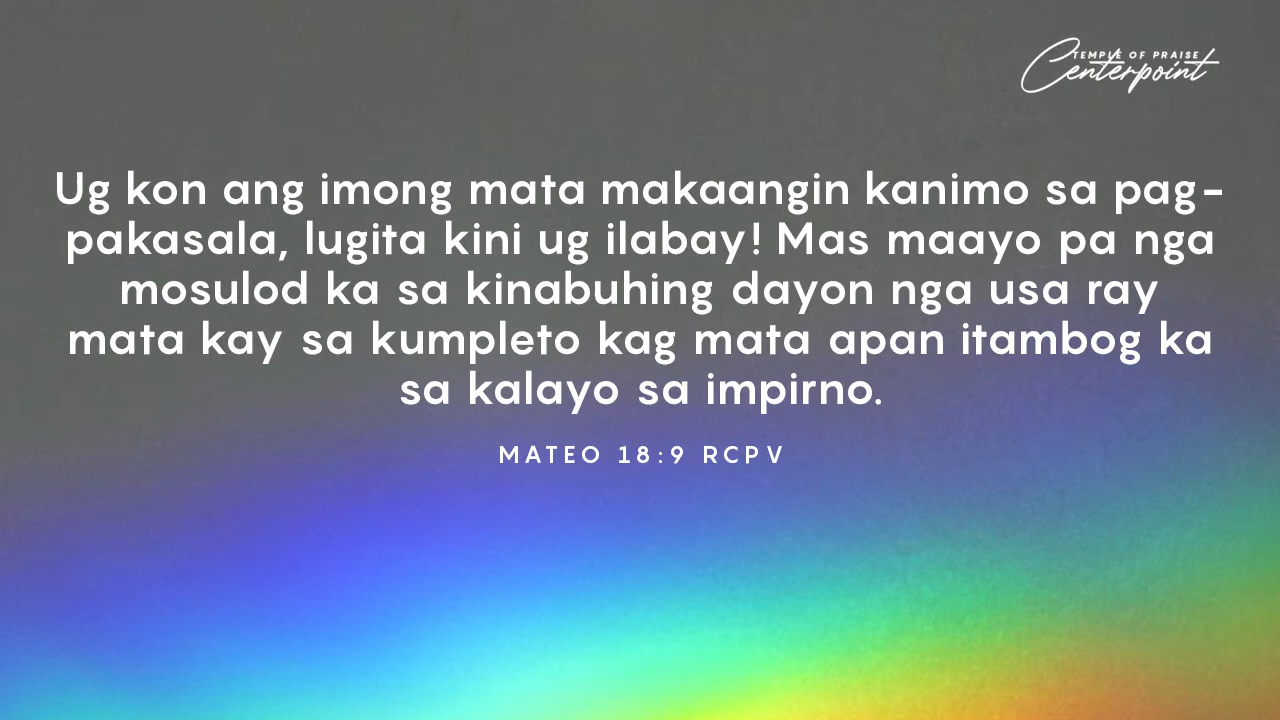 TEMPLE OF PRAISE
Centerpoint
Ug kon ang imong mata makaangin kanimo sa pag-
pakasala, lugita kini ug ilabay! Mas maayo pa nga
mosulod ka sa kinabuhing dayon nga usa ray
mata kay sa kumpleto kag mata apan itambog ka
sa kalayo sa impirno.
MATEO 18:9 RCPV